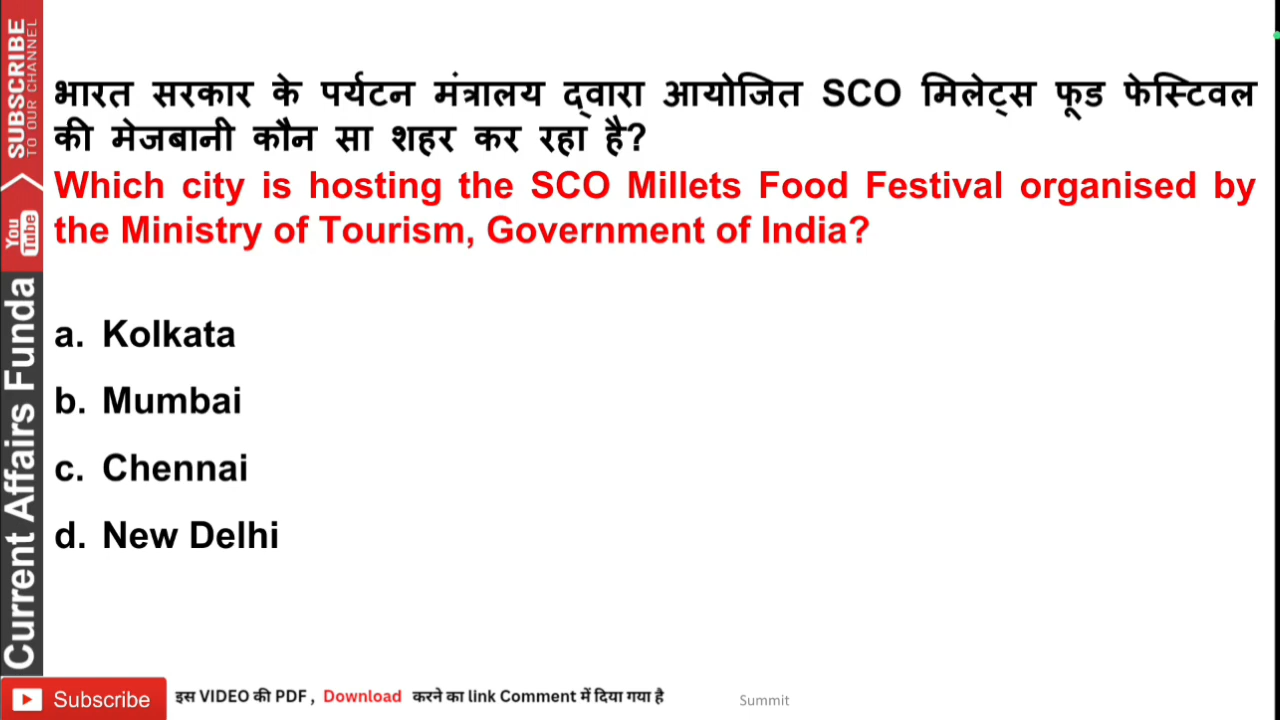 भारत सरकार के पर्यटन मंत्रालय द्वारा आयोजित SCO मिलेट्स फूड फेस्टिवल
की मेजबानी कौन सा शहर कर रहा है?
Which city is hosting the SCO Millets Food Festival organised by
the Ministry of Tourism, Government of India?
a. Kolkata
b. Mumbai
c. Chennai
d. New Delhi
SUBSCRIBE
TO OUR CHANNEL
You
Tube
Current Affairs Funda
Subscribe
इस VIDEO की PDF , Download करने का link Comment में दिया गया है
Summit